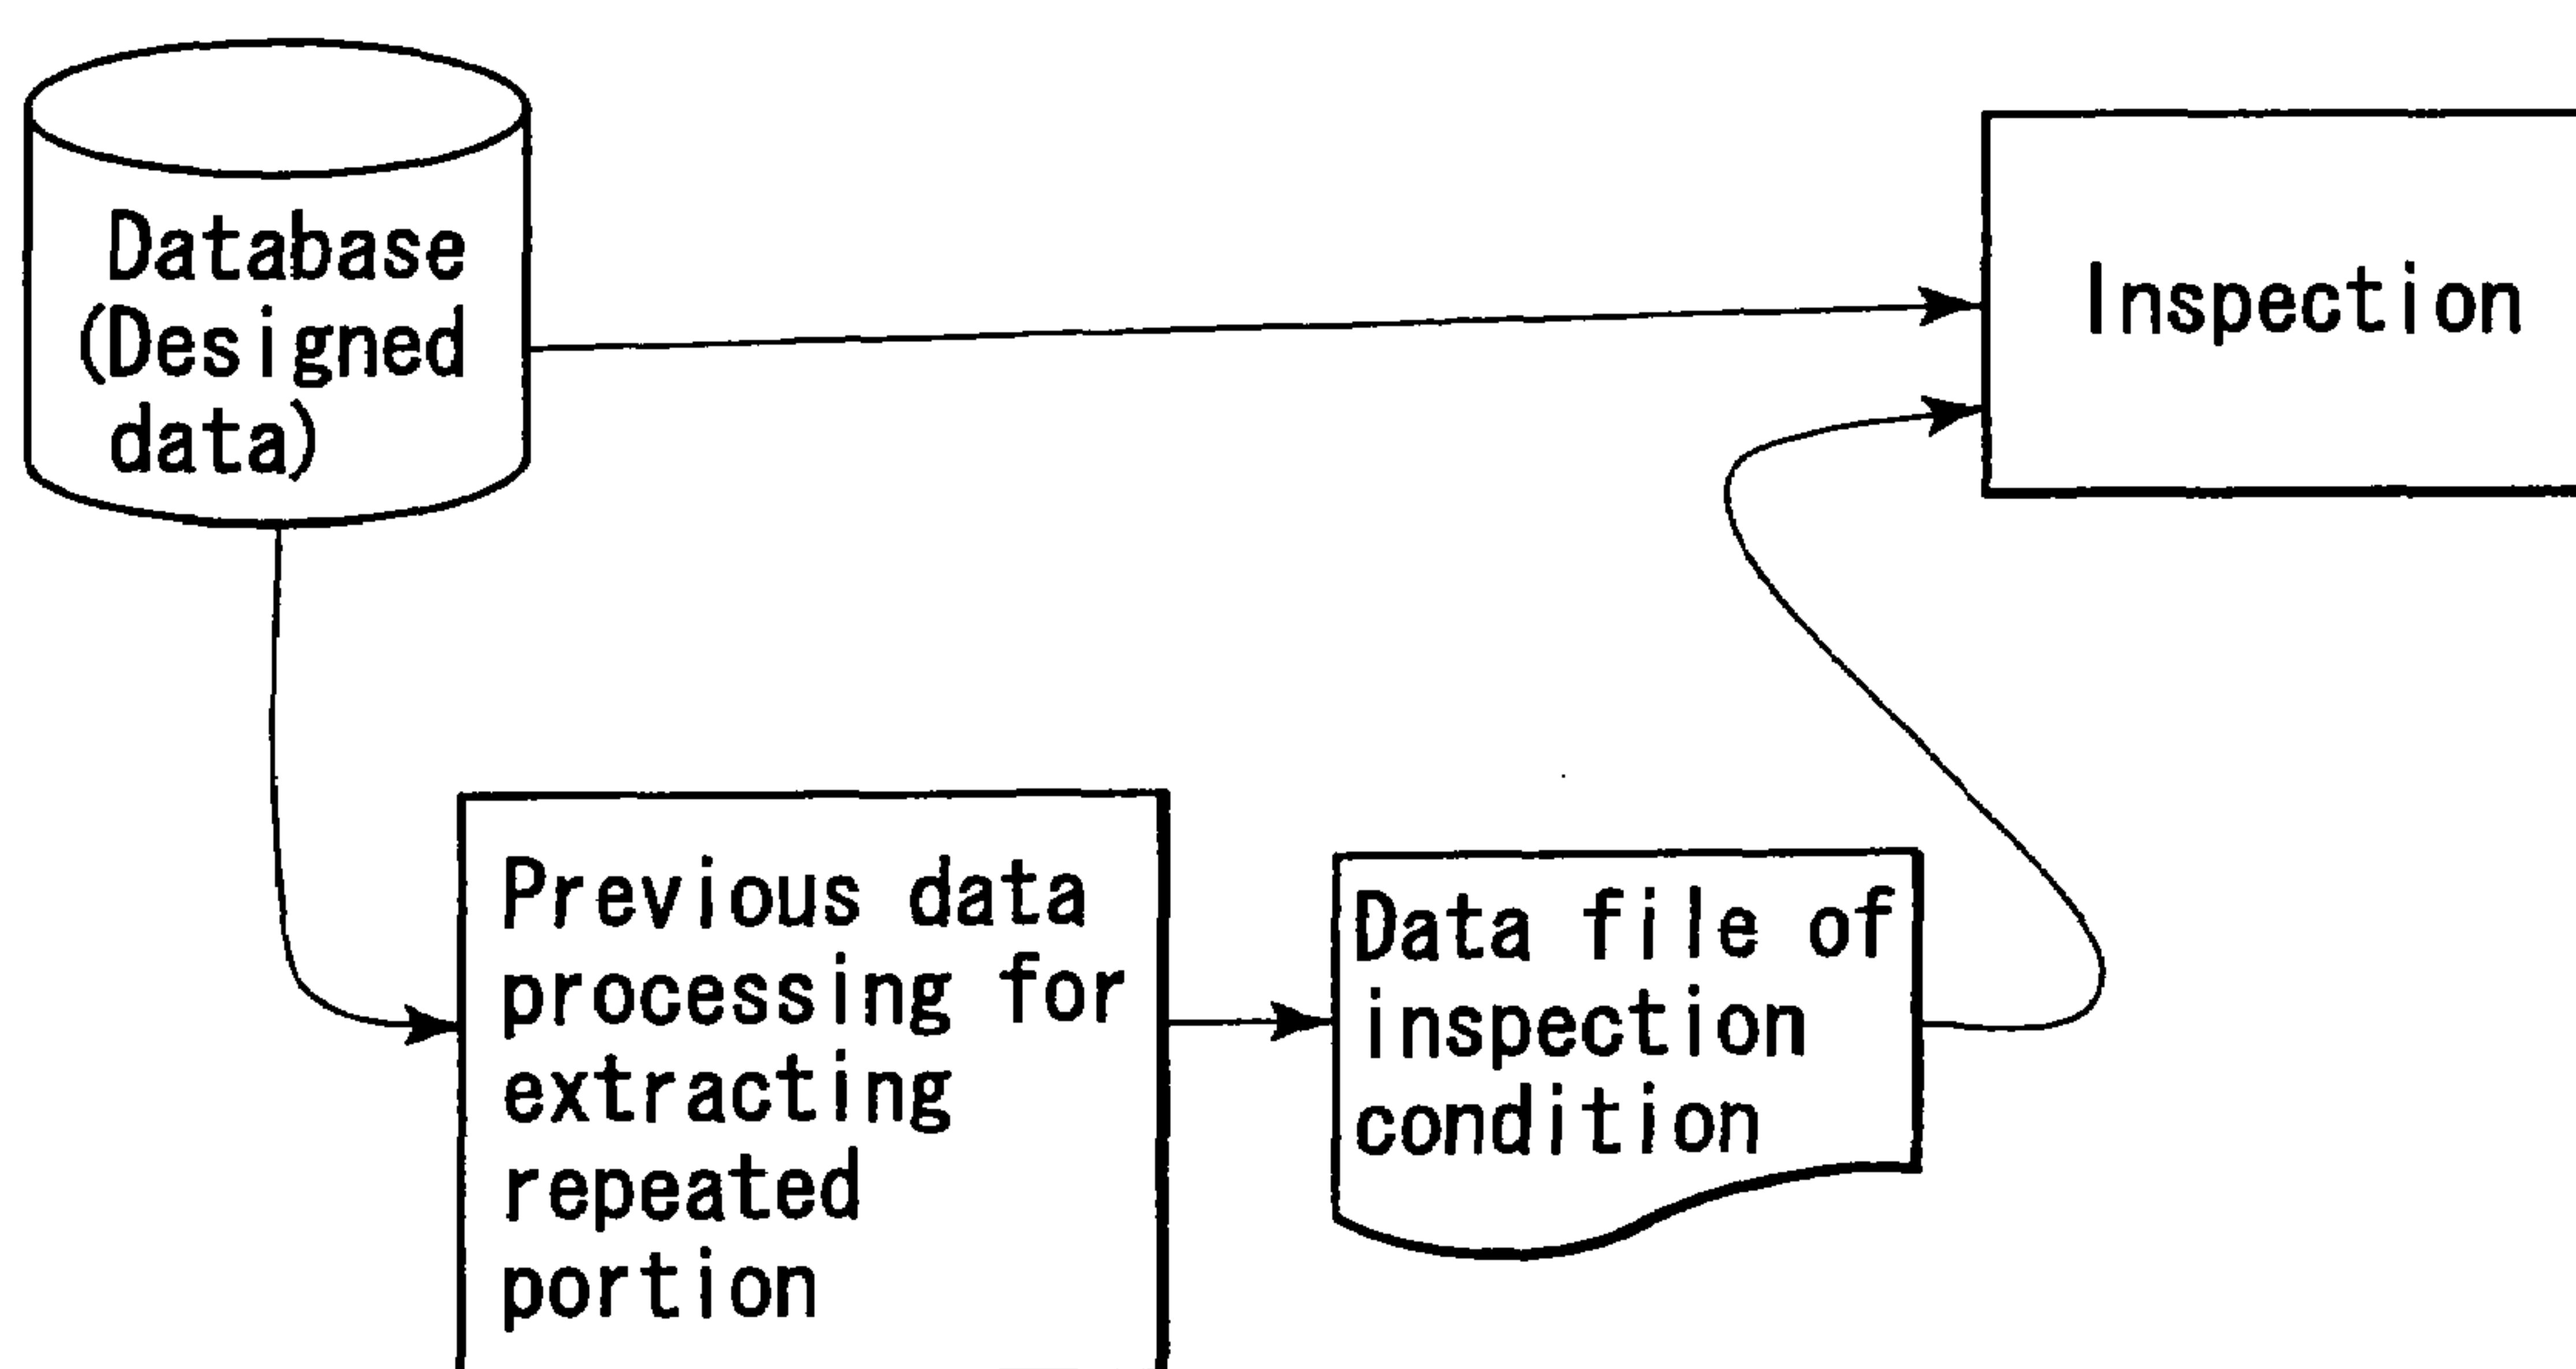 Database
(Designed
data)
Inspection
Previous data
processing for
extracting
repeated
portion
Data file of
inspection
condition